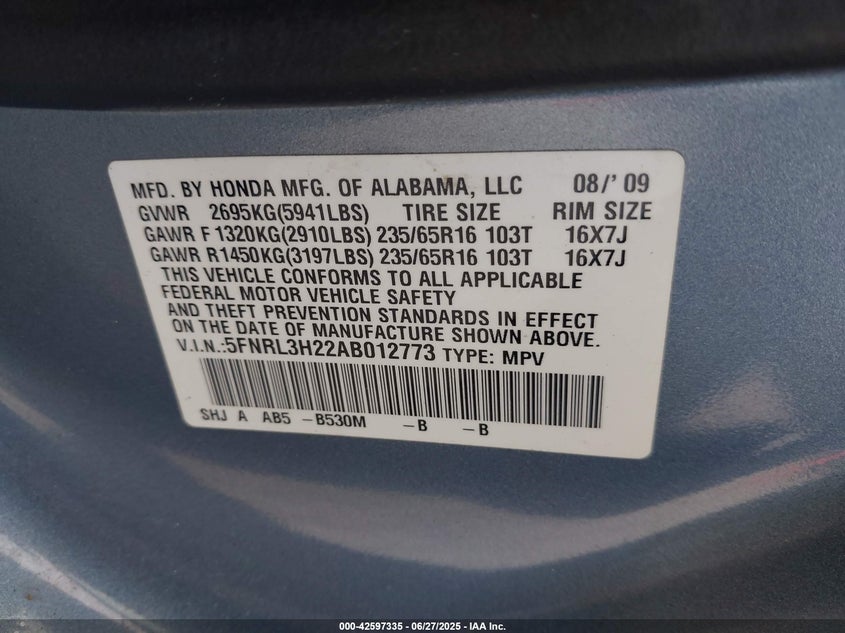 MFD. BY HONDA MFG. OF ALABAMA, LLC 08/'09
GVWR 2695KG(5941LBS) TIRE SIZE RIM SIZE
GAWR F 1320KG(2910LBS) 235/65R16 103T 16X7J
GAWR R1450KG(3197LBS) 235/65R16 103T 16X7J
THIS VEHICLE CONFORMS TO ALL APPLICABLE
FEDERAL MOTOR VEHICLE SAFETY
AND THEFT PREVENTION STANDARDS IN EFFECT
ON THE DATE OF MANUFACTURE SHOWN ABOVE.
V.I.N.:5FNRL3H22AB012773 TYPE: MPV
SHJ A AB5 -B530M -B -B
000-42597335 - 06/27/2025 - IAA Inc.